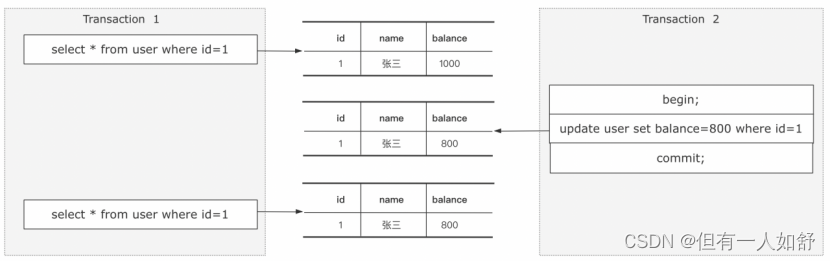 Transaction 1
select * from user where id=1
id name balance
1 张三 1000
Transaction 2
begin;
update user set balance=800 where id=1
commit;
id name balance
1 张三 800
select * from user where id=1
id name balance
1 张三 800
CSDN @但有一人如舒